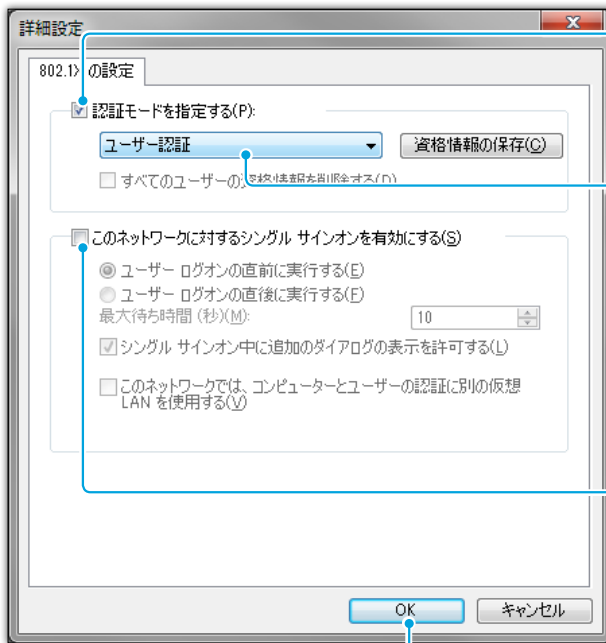 詳細設定
802.1X の設定
認証モードを指定する(P):
ユーザー認証
資格情報の保存(C)
すべてのユーザーの資格情報を削除する(D)
このネットワークに対するシングル サインオンを有効にする(S)
ユーザー ログオンの直前に実行する(E)
ユーザー ログオンの直後に実行する(F)
最大待ち時間 (秒)(M):
10
シングル サインオン中に追加のダイアログの表示を許可する(L)
このネットワークでは、コンピューターとユーザーの認証に別の仮想
LAN を使用する(V)
OK
キャンセル